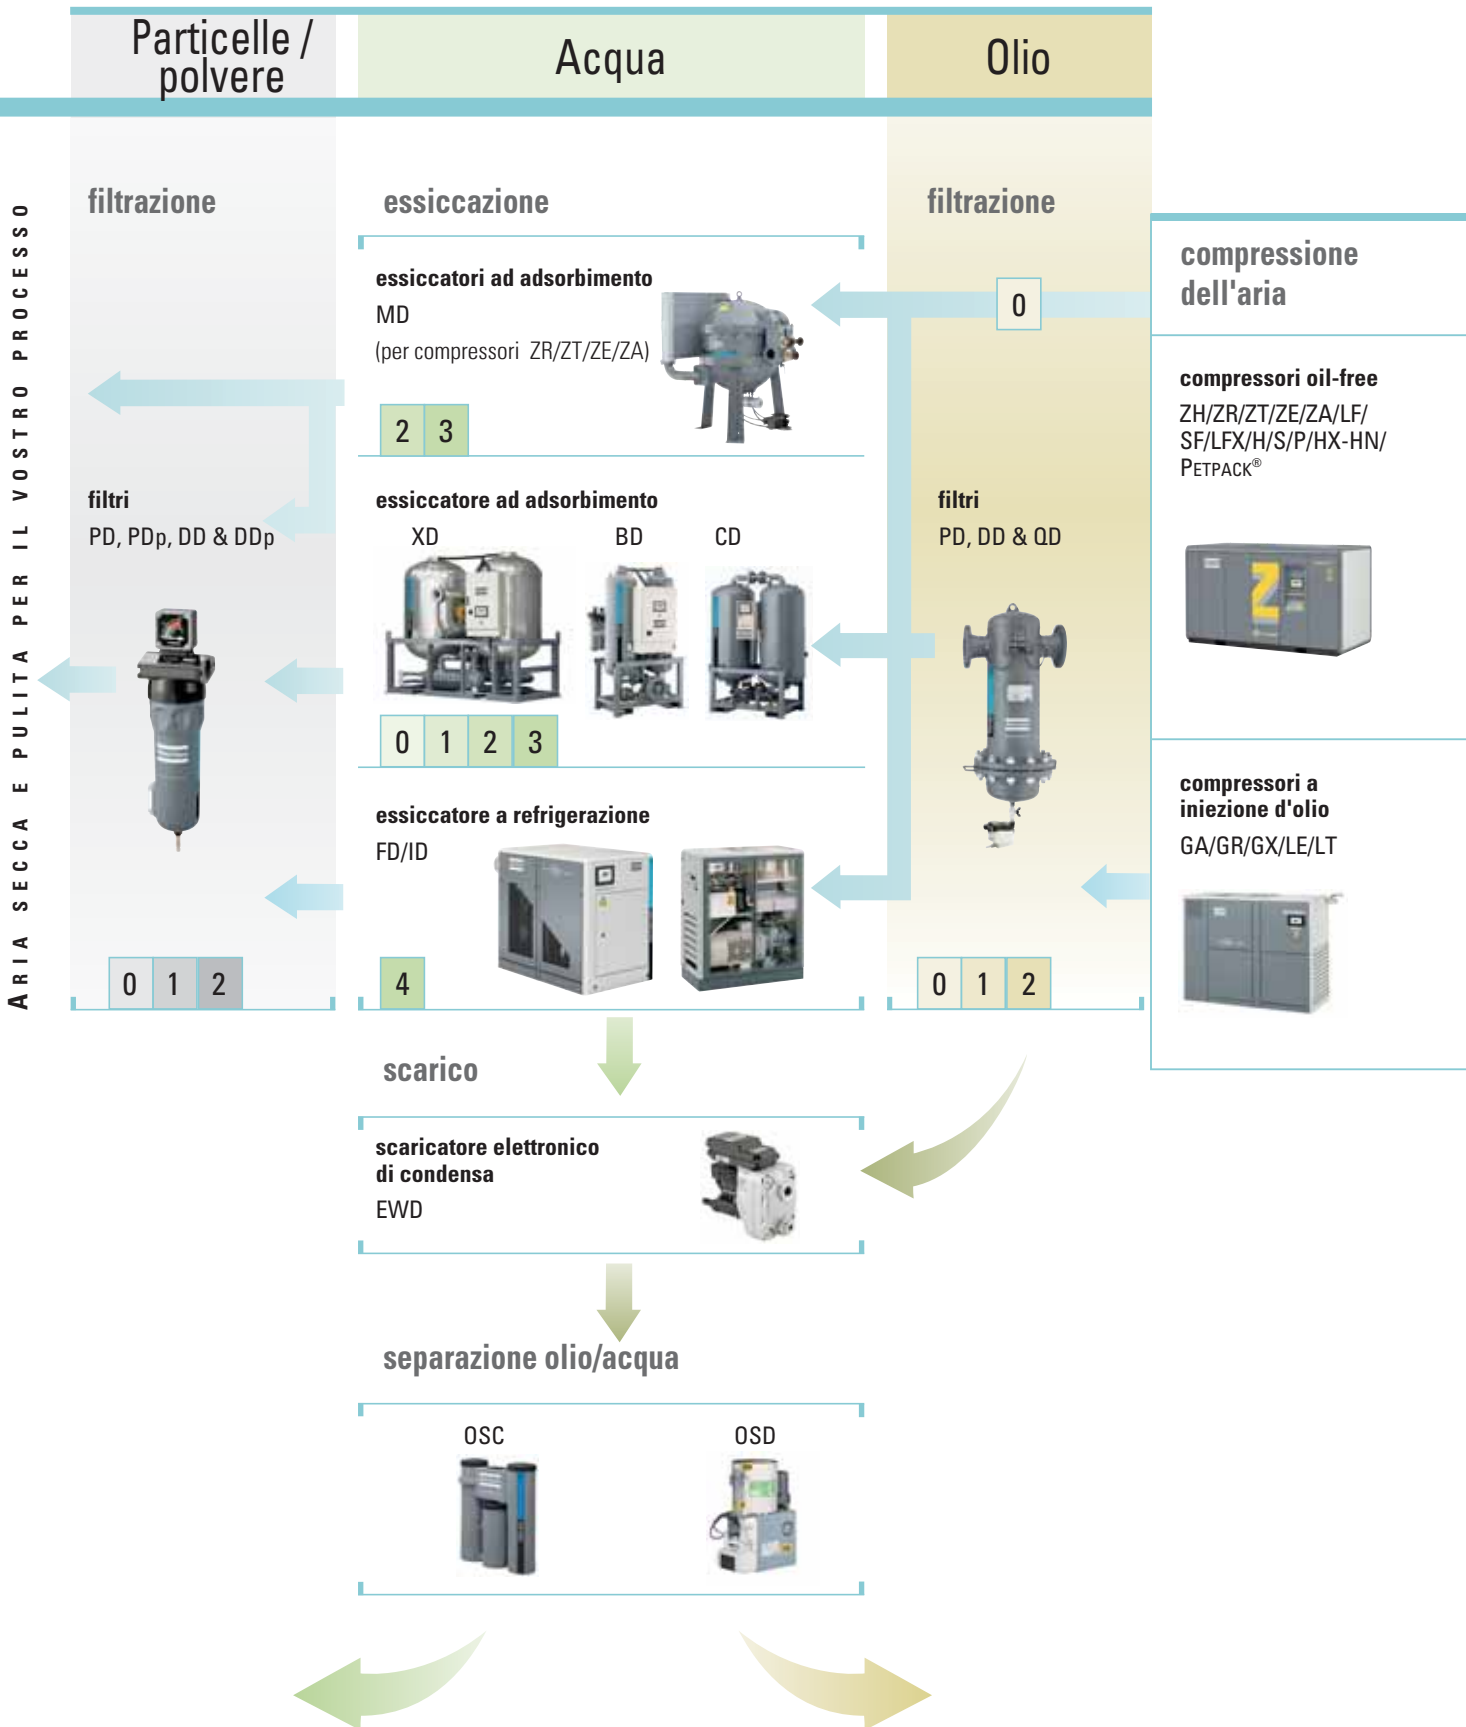 Particelle /
polvere
Acqua
Olio
ARIA SECCA E PULITA PER IL VOSTRO PROCESSO
filtrazione
filtri
PD, PDp, DD & DDp
0 1 2
essiccazione
essiccatori ad adsorbimento
MD
(per compressori ZR/ZT/ZE/ZA)
2 3
essiccatore ad adsorbimento
XD BD CD
0 1 2 3
essiccatore a refrigerazione
FD/ID
4
filtrazione
0
filtri
PD, DD & QD
0 1 2
compressione
dell'aria
compressori oil-free
ZH/ZR/ZT/ZE/ZA/LF/
SF/LFX/H/S/P/HX-HN/
PETPACK®
Z
compressori a
iniezione d'olio
GA/GR/GX/LE/LT
scarico
scaricatore elettronico
di condensa
EWD
separazione olio/acqua
OSC OSD